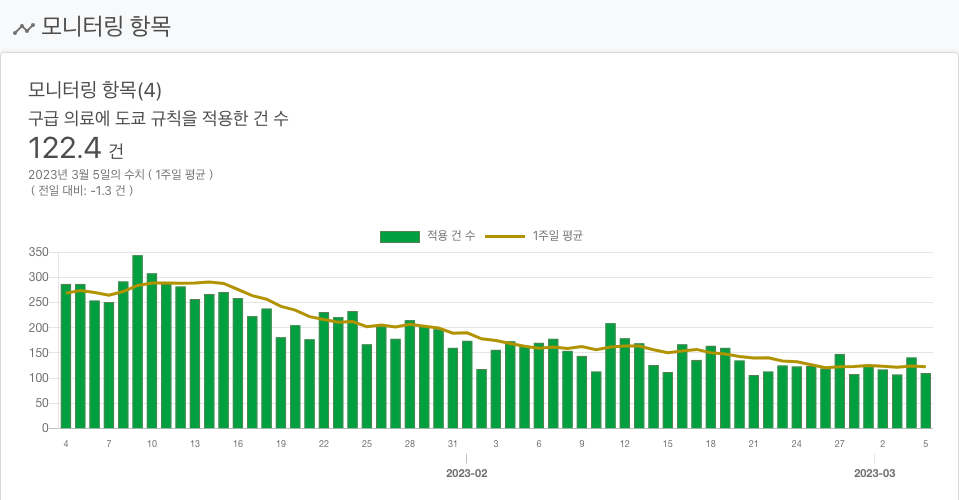 모니터링 항목
모니터링 항목(4)
구급 의료에 도쿄 규칙을 적용한 건 수
122.4 건
2023년 3월 5일의 수치 ( 1주일 평균 )
( 전일 대비: -1.3 건 )
적용 건 수 1주일 평균
350
300
250
200
150
100
50
0
4 7 10 13 16 19 22 25 28 31 3 6 9 12 15 18 21 24 27 2 5
2023-02 2023-03